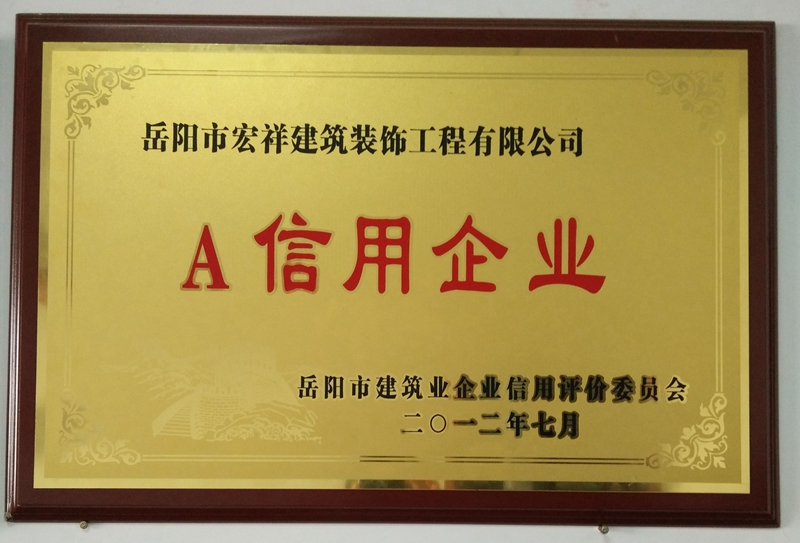 岳阳市宏祥建筑装饰工程有限公司
A信用企业
岳阳市建筑业企业信用评价委员会
二〇一二年七月